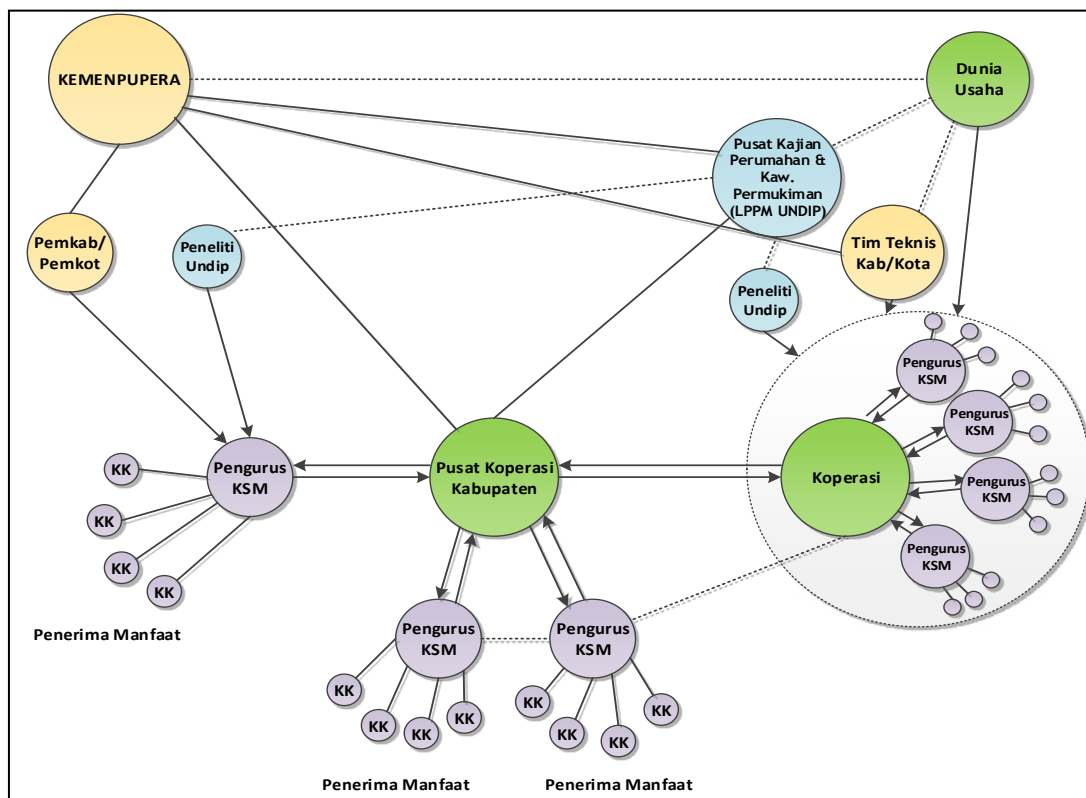 KEMENPUPERA
Dunia
Usaha
Pusat Kajian
Perumahan &
Kaw.
Permukiman
(LPPM UNDIP)
Pemkab/
Pemkot
Peneliti
Undip
Tim Teknis
Kab/Kota
Peneliti
Undip
Pengurus
KSM
Pengurus
KSM
Pengurus
KSM
Pengurus
KSM
Koperasi
Pusat Koperasi
Kabupaten
Pengurus
KSM
KK
KK
KK
KK
Penerima Manfaat
Pengurus
KSM
KK
KK
KK
KK
Penerima Manfaat
Pengurus
KSM
KK
KK
KK
KK
Penerima Manfaat